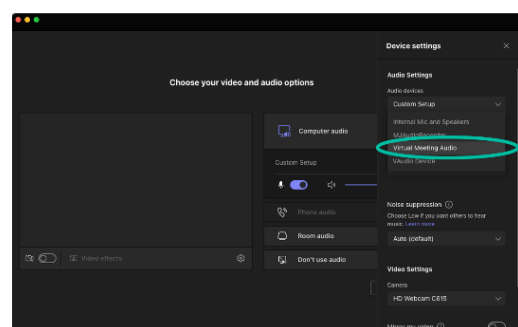 Device settings
Choose your video and audio options
Computer audio
Custom Setup
Phone audio
Room audio
Don't use audio
Video effects
Audio Settings
Audio devices
Custom Setup
Internal Mic and Speakers
Virtual Meeting Audio
VAudio Device
Noise suppression
Choose Low if you want others to hear
music. Learn more
Auto (default)
Video Settings
Camera
HD Webcam C615
Mirror my video